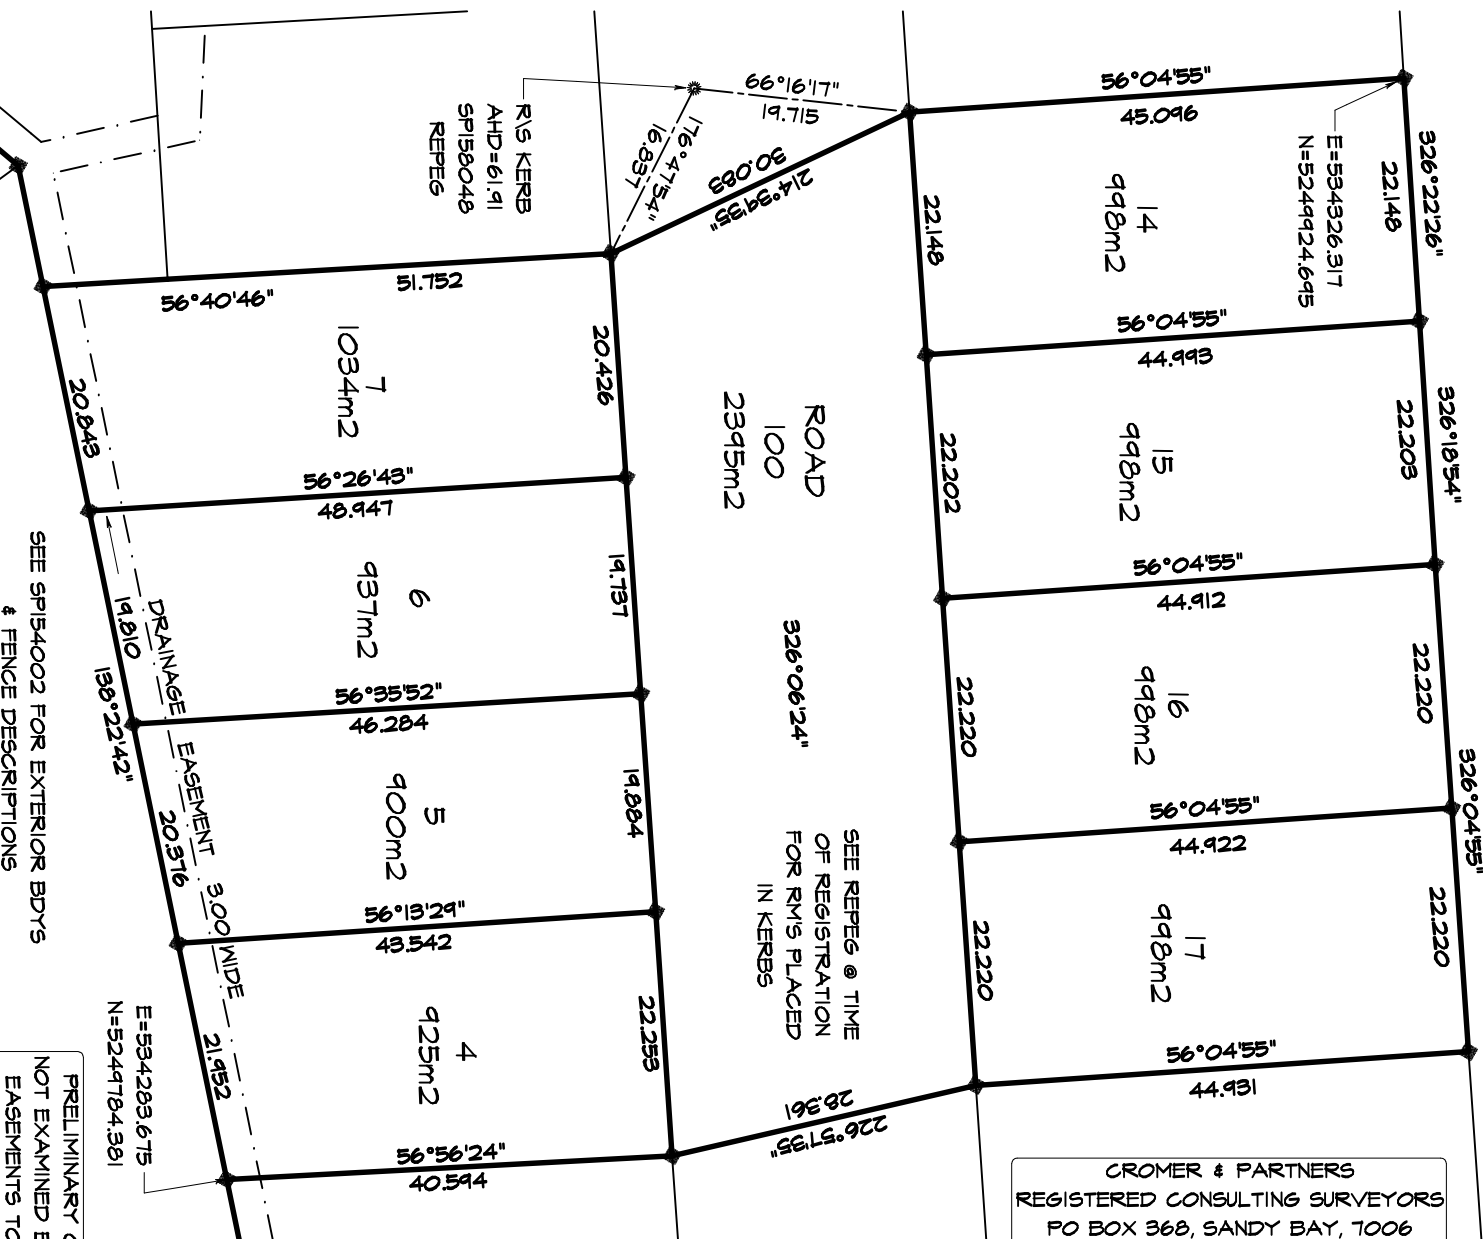 56°04'55"
45.096
326°22'26"
22.148
E=534326.317
N=5249924.695
14
998m2
22.148
66°16'17"
19.715
176°47'54"
16.837
30.083
214°39'35"
R\S KERB
AHD=61.91
SP158048
REPEG
51.752
56°40'46"
7
1034m2
20.426
20.843
56°04'55"
44.993
326°18'54"
22.203
15
998m2
22.202
ROAD
100
2395m2
56°26'43"
48.947
6
937m2
19.737
19.810
138°22'42"
56°04'55"
44.912
22.220
16
998m2
22.220
326°06'24"
56°35'52"
46.284
5
900m2
19.884
20.376
326°04'55"
56°04'55"
44.922
22.220
17
998m2
22.220
SEE REPEG @ TIME
OF REGISTRATION
FOR RM'S PLACED
IN KERBS
56°13'29"
43.542
4
925m2
22.253
21.952
56°04'55"
44.931
28.361
226°57'35"
56°56'24"
40.594
DRAINAGE EASEMENT 3.00 WIDE
SEE SP154002 FOR EXTERIOR BDYS
& FENCE DESCRIPTIONS
E=534283.675
N=5249784.381
PRELIMINARY
NOT EXAMINED
EASEMENTS TO
CROMER & PARTNERS
REGISTERED CONSULTING SURVEYORS
PO BOX 368, SANDY BAY, 7006